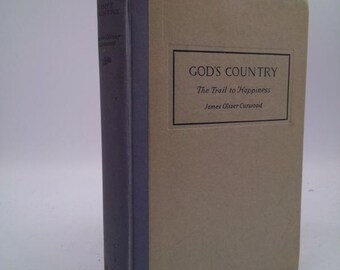 GOD'S COUNTRY
The Trail to Happiness
James Oliver Curwood